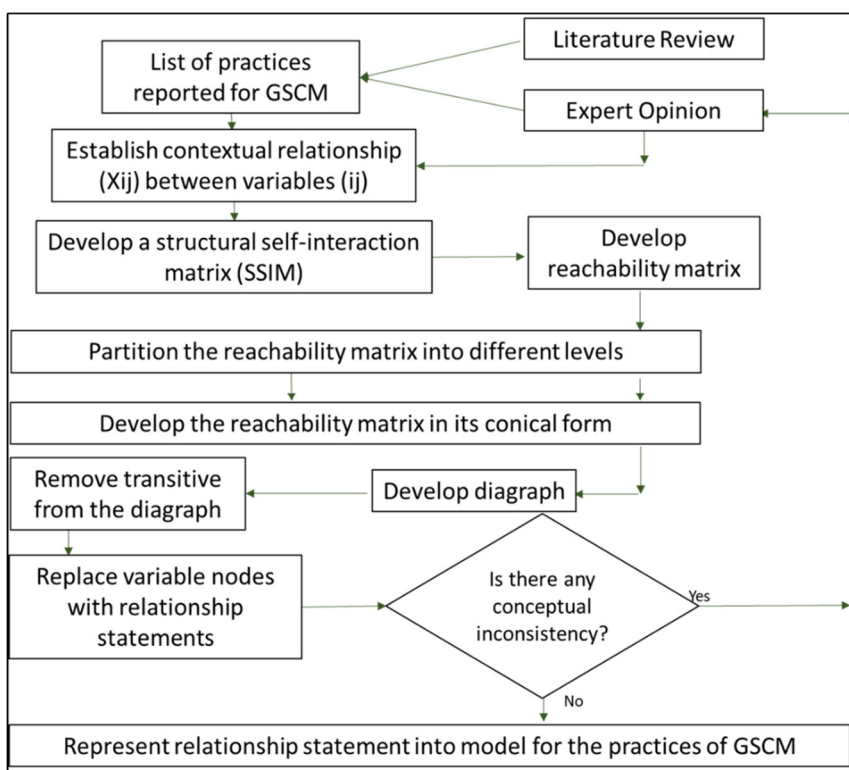 Literature Review
List of practices
reported for GSCM
Expert Opinion
Establish contextual relationship
(Xij) between variables (ij)
Develop a structural self-interaction
matrix (SSIM)
Develop
reachability matrix
Partition the reachability matrix into different levels
Develop the reachability matrix in its conical form
Remove transitive
from the diagraph
Develop diagraph
Replace variable nodes
with relationship
statements
Is there any
conceptual
inconsistency?
Yes
No
Represent relationship statement into model for the practices of GSCM